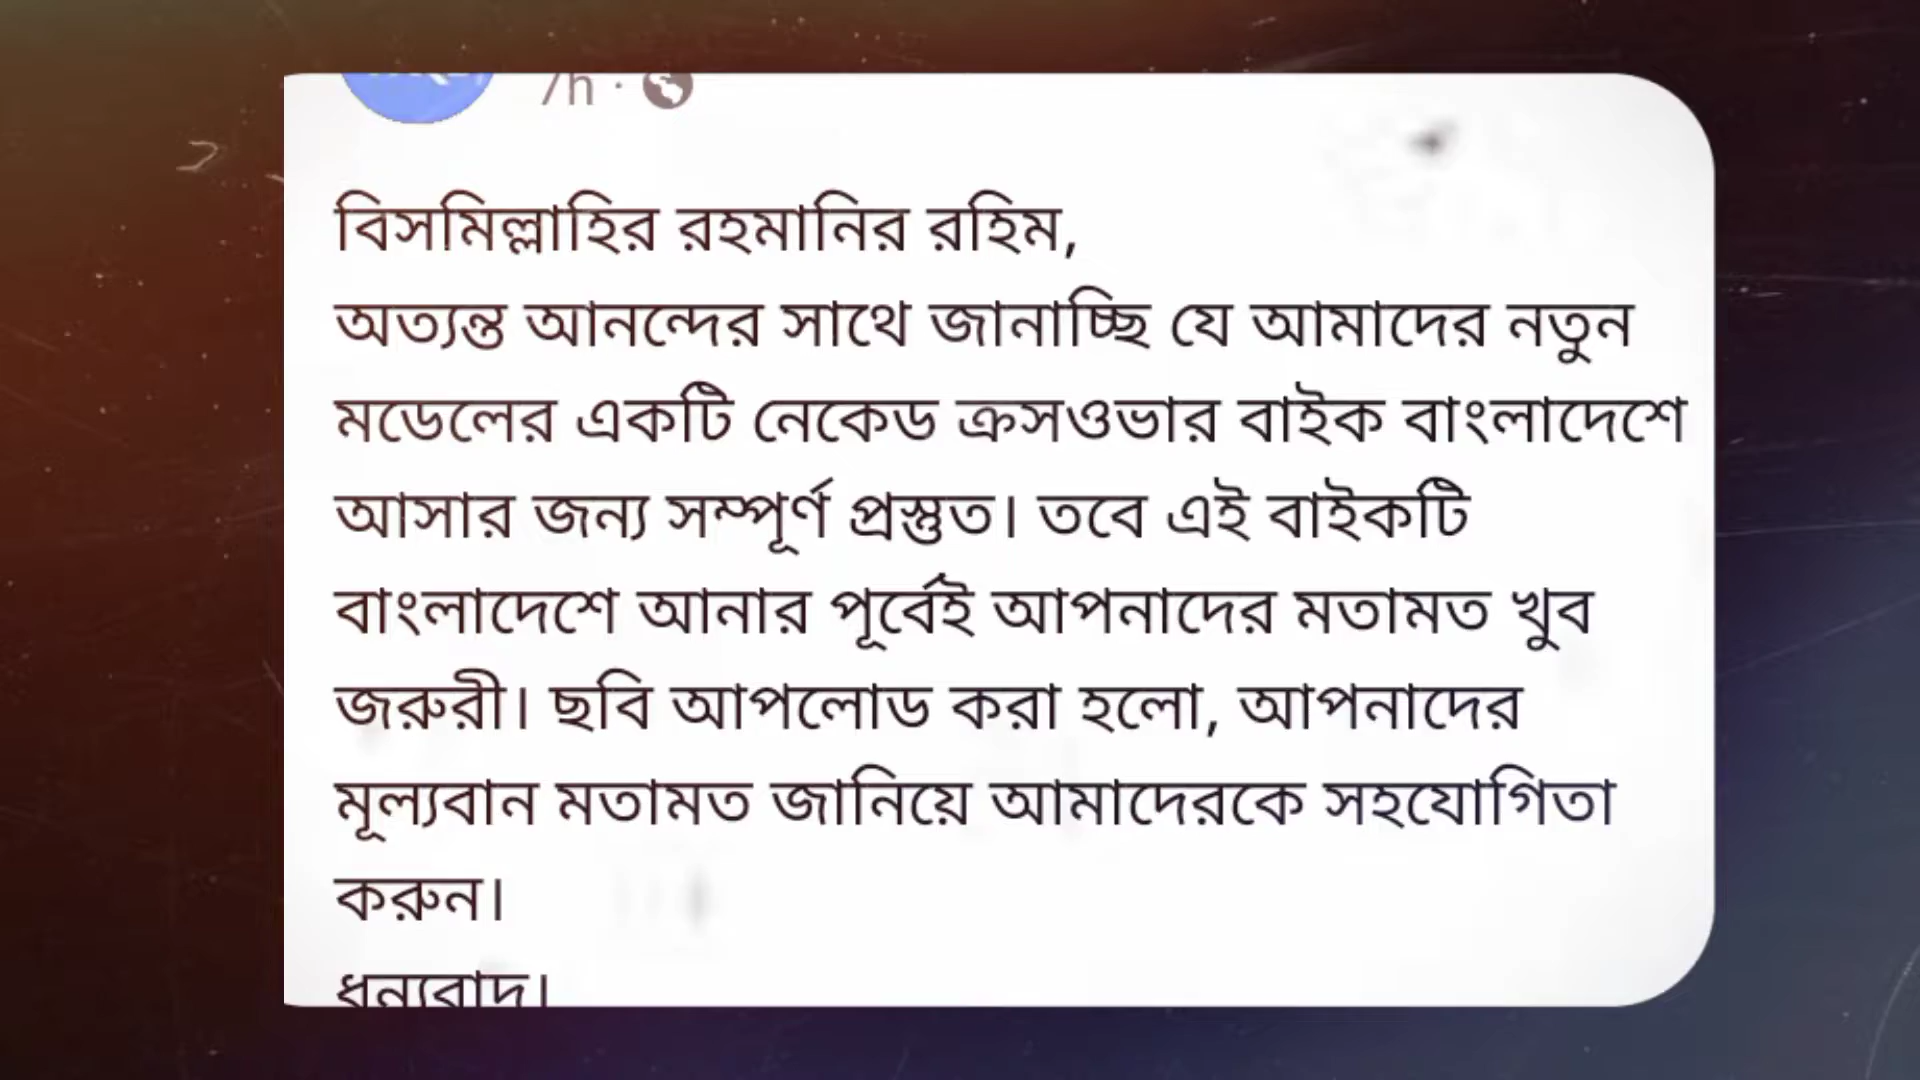 7h ·
বিসমিল্লাহির রহমানির রহিম,
অত্যন্ত আনন্দের সাথে জানাচ্ছি যে আমাদের নতুন
মডেলের একটি নেকেড ক্রসওভার বাইক বাংলাদেশে
আসার জন্য সম্পূর্ণ প্রস্তুত। তবে এই বাইকটি
বাংলাদেশে আনার পূর্বেই আপনাদের মতামত খুব
জরুরী। ছবি আপলোড করা হলো, আপনাদের
মূল্যবান মতামত জানিয়ে আমাদেরকে সহযোগিতা
করুন।
ধন্যবাদ।